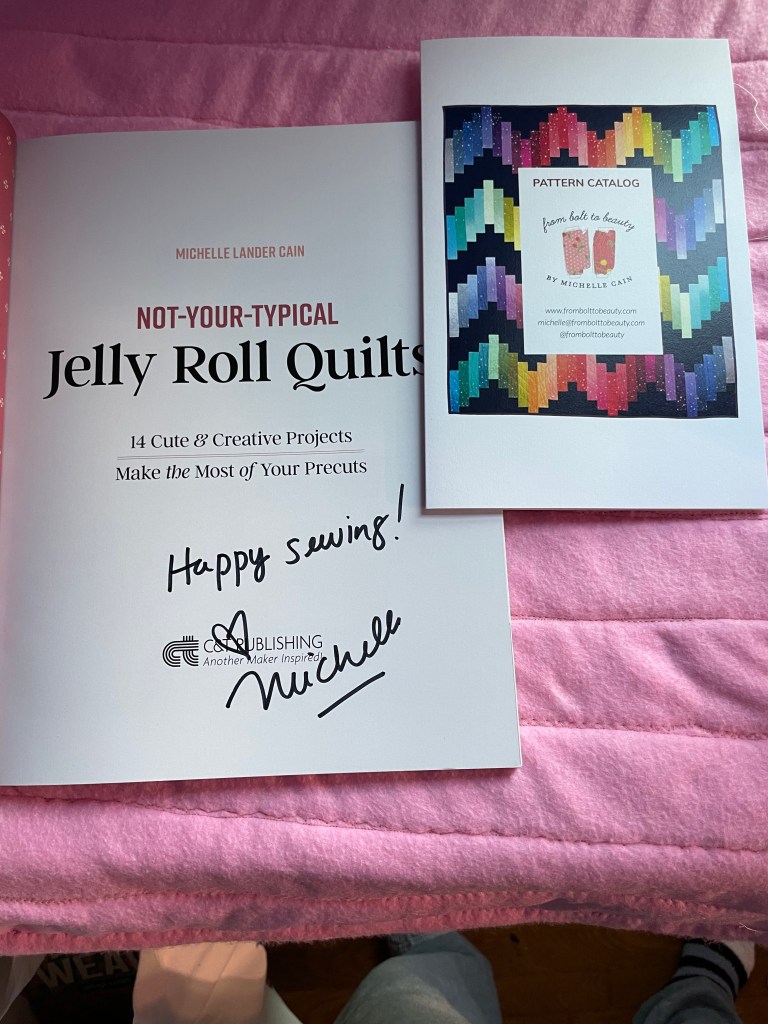 MICHELLE LANDER CAIN
NOT-YOUR-TYPICAL
Jelly Roll Quilts
14 Cute & Creative Projects
Make the Most of Your Precuts
Happy sewing!
C&T PUBLISHING
Another Maker Inspired!
Michelle
PATTERN CATALOG
from bolt to beauty
BY MICHELLE CAIN
www.frombolttobeauty.com
michelle@frombolttobeauty.com
@frombolttobeauty
WEA